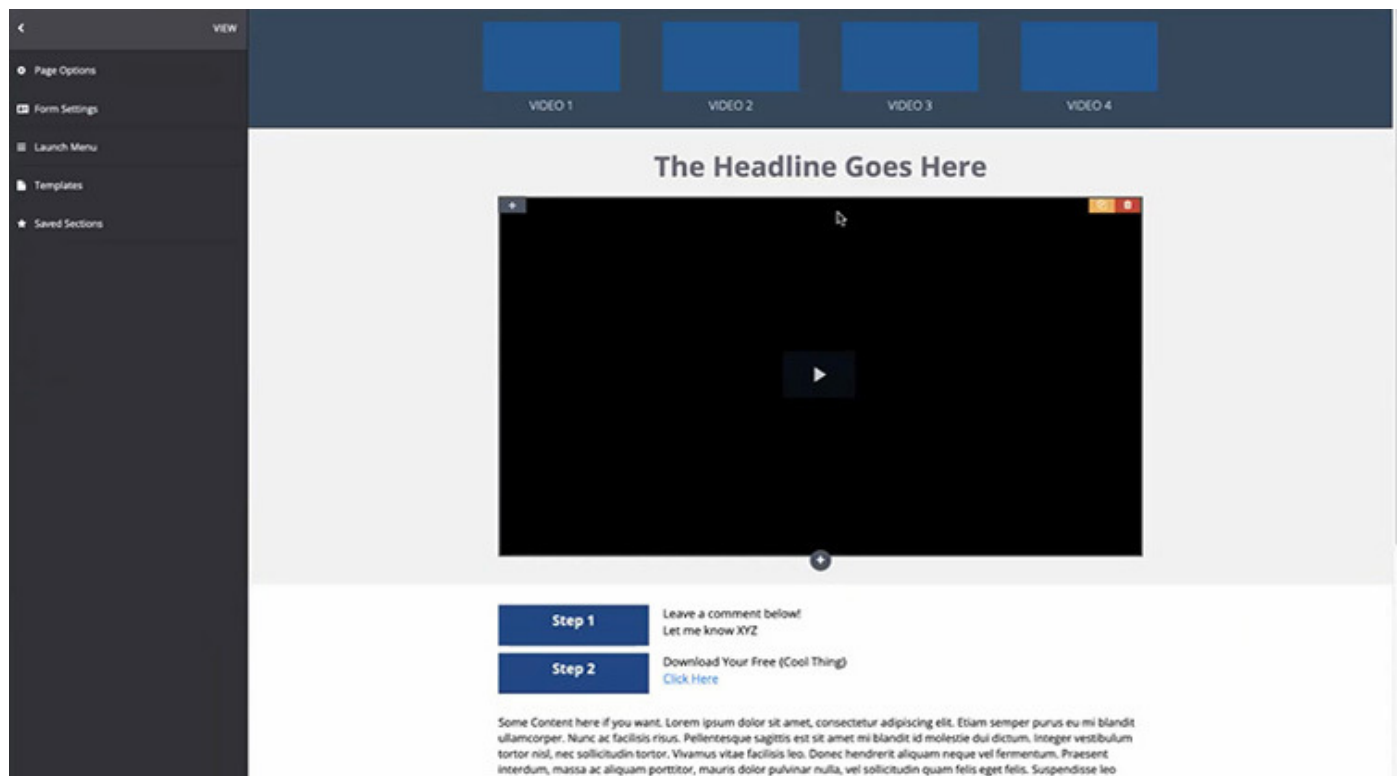 VIEW
Page Options
Form Settings
Launch Menu
Templates
Saved Sections
VIDEO 1
VIDEO 2
VIDEO 3
VIDEO 4
The Headline Goes Here
Step 1
Leave a comment below!
Let me know XYZ
Step 2
Download Your Free (Cool Thing)
Click Here
Some Content here if you want. Lorem ipsum dolor sit amet, consectetur adipiscing elit. Etiam semper purus eu mi blandit
ullamcorper. Nunc ac facilisis risus. Pellentesque sagittis est sit amet mi blandit id molestie dui dictum. Integer vestibulum
tortor nisl, nec sollicitudin tortor. Vivamus vitae facilisis leo. Donec hendrerit aliquam neque vel fermentum. Praesent
interdum, massa ac aliquam porttitor, mauris dolor pulvinar nulla, vel sollicitudin quam felis eget felis. Suspendisse leo